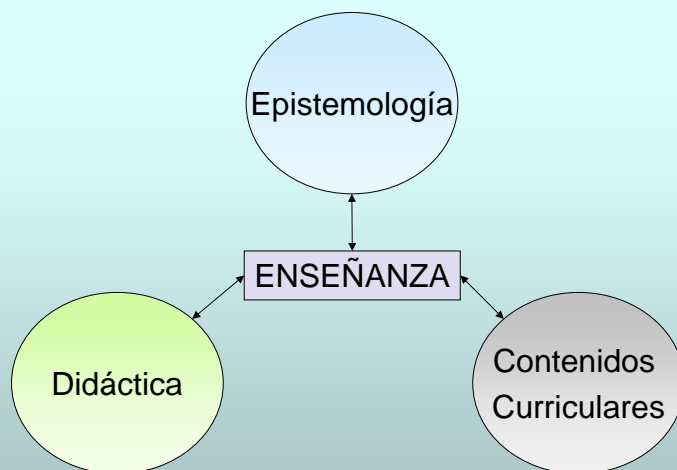 Epistemología
ENSEÑANZA
Didáctica
Contenidos
Curriculares